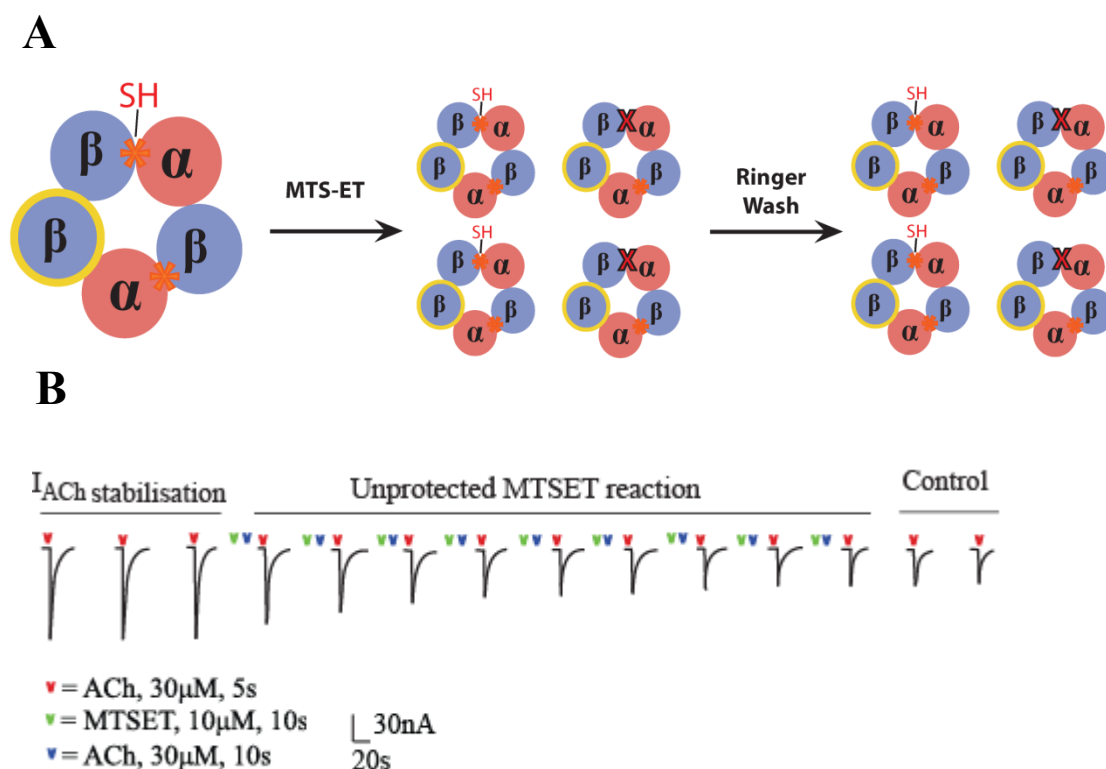 A
SH
β α
β β
α
MTS-ET
SH
β α β X α
β β β β
α α
SH
β α β X α
β β β β
α α
Ringer
Wash
SH
β α β X α
β β β β
α α
SH
β α β X α
β β β β
α α
B
IACh stabilisation
Unprotected MTSET reaction
Control
= ACh, 30μM, 5s
= MTSET, 10μM, 10s
= ACh, 30μM, 10s
30nA
20s